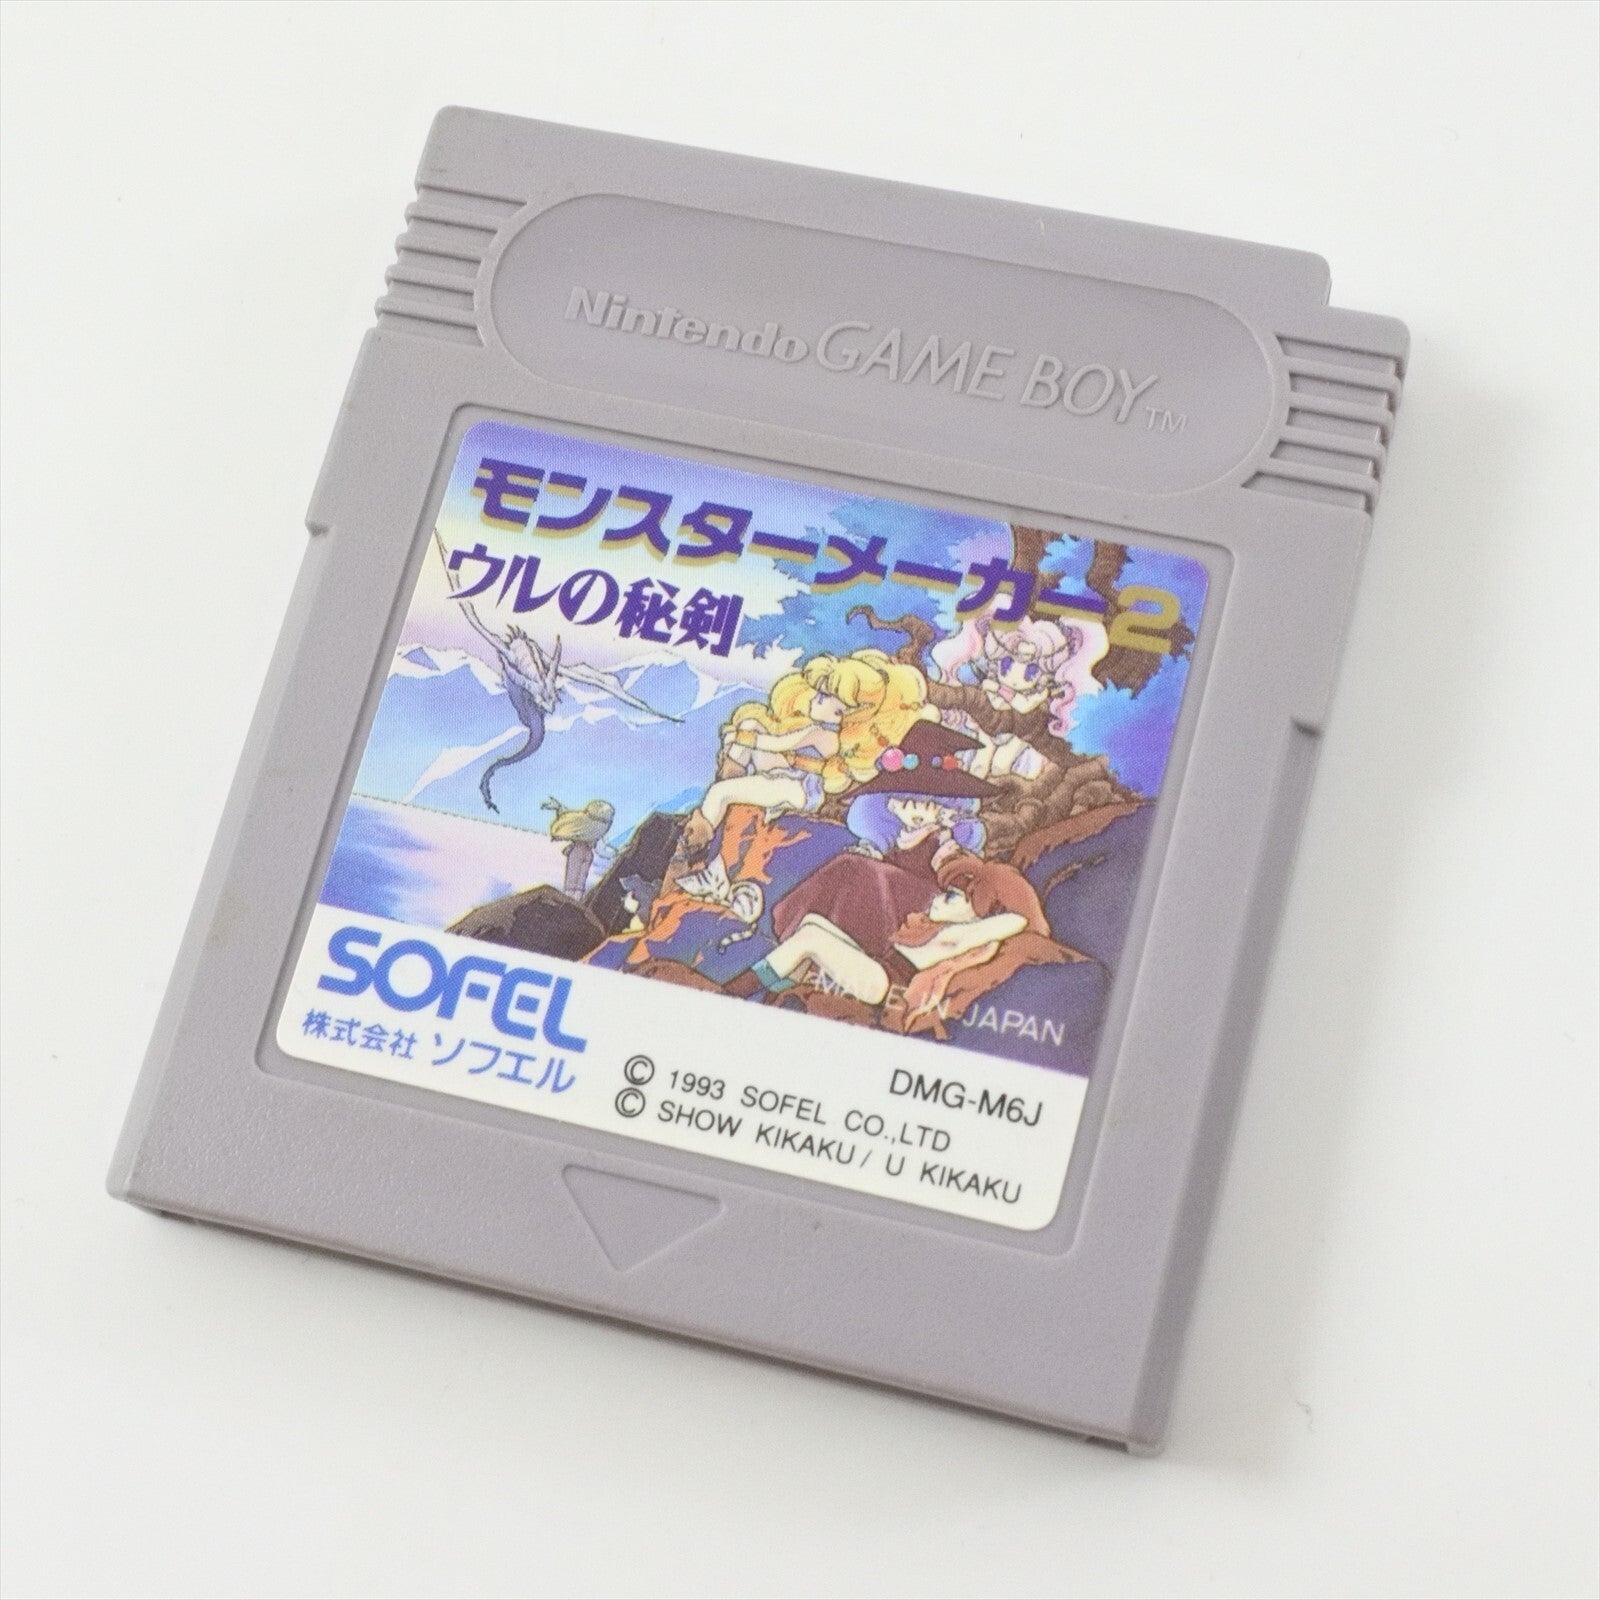 Nintendo GAME BOY TM
モンスターメーカー2
ウルの秘剣
MADE IN JAPAN
SOFEL
株式会社 ソフエル
DMG-M6J
© 1993 SOFEL CO.,LTD
© SHOW KIKAKU / U KIKAKU